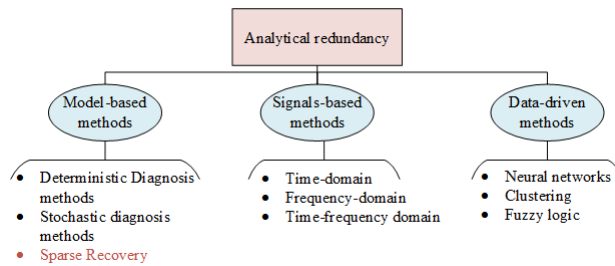 Analytical redundancy
Model-based
methods
Signals-based
methods
Data-driven
methods
• Deterministic Diagnosis
methods
• Stochastic diagnosis
methods
• Sparse Recovery
• Time-domain
• Frequency-domain
• Time-frequency domain
• Neural networks
• Clustering
• Fuzzy logic